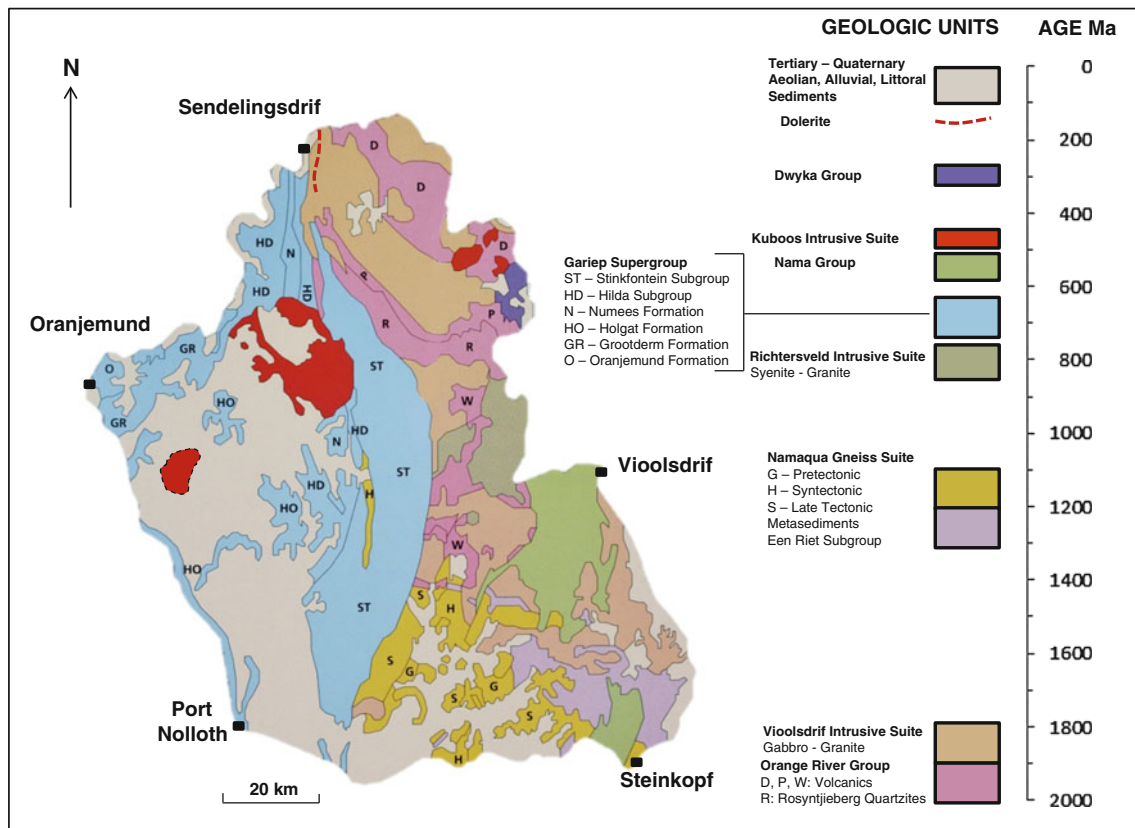 GEOLOGIC UNITS
AGE Ma
N
Sendelingsdrif
Oranjemund
Vioolsdrif
Port
Nolloth
Steinkopf
20 km
D
D
D
HD
N
HD
HD
P
P
R
R
GR
O
GR
ST
HO
W
N
HD
HD
HO
H
ST
HO
W
ST
S
H
S
G
G
S
S
H
Tertiary – Quaternary
Aeolian, Alluvial, Littoral
Sediments
Dolerite
Dwyka Group
Kuboos Intrusive Suite
Nama Group
Gariep Supergroup
ST – Stinkfontein Subgroup
HD – Hilda Subgroup
N – Numees Formation
HO – Holgat Formation
GR – Grootderm Formation
O – Oranjemund Formation
Richtersveld Intrusive Suite
Syenite - Granite
Namaqua Gneiss Suite
G – Pretectonic
H – Syntectonic
S – Late Tectonic
Metasediments
Een Riet Subgroup
Vioolsdrif Intrusive Suite
Gabbro - Granite
Orange River Group
D, P, W: Volcanics
R: Rosyntjieberg Quartzites
0
200
400
600
800
1000
1200
1400
1600
1800
2000